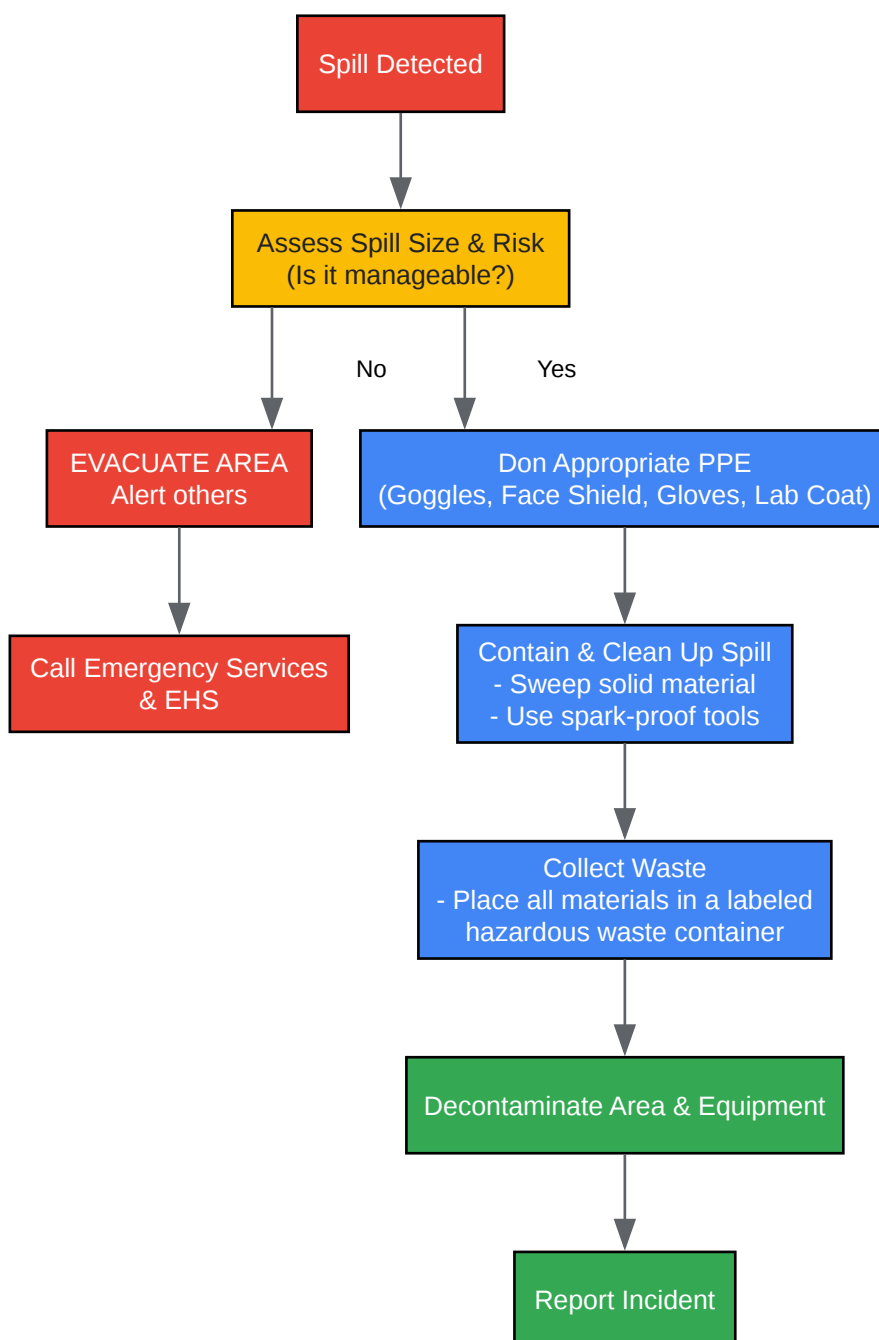 Spill Detected
Assess Spill Size & Risk
(Is it manageable?)
No
Yes
EVACUATE AREA
Alert others
Don Appropriate PPE
(Goggles, Face Shield, Gloves, Lab Coat)
Call Emergency Services
& EHS
Contain & Clean Up Spill
- Sweep solid material
- Use spark-proof tools
Collect Waste
- Place all materials in a labeled
hazardous waste container
Decontaminate Area & Equipment
Report Incident